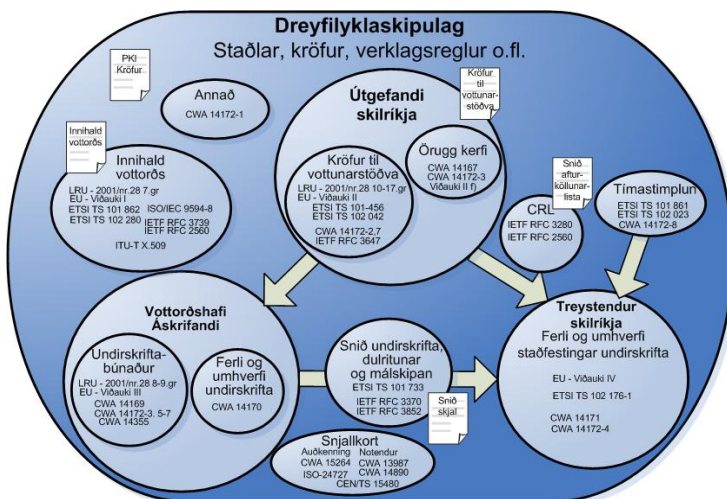 Dreyfilyklaskipulag
Staðlar, kröfur, verklagsreglur o.fl.
PKI
Kröfur
Annað
CWA 14172-1
Innihald
vottorðs
Innihald
vottorðs
LRU - 2001/nr.28 7.gr
EU - Viðauki I
ETSI TS 101 862
ETSI TS 102 280
ISO/IEC 9594-8
IETF RFC 3739
IETF RFC 2560
ITU-T X.509
Útgefandi
skilríkja
Kröfur
til
vottunar-
stöðva
Kröfur til
vottunarstöðva
LRU - 2001/nr.28 10-17.gr
EU - Viðauki II
ETSI TS 101-456
ETSI TS 102 042
CWA 14172-2,7
IETF RFC 3647
Örugg kerfi
CWA 14167
CWA 14172-3
Viðauki II f)
Snið
aftur-
köllunar-
lista
CRL
IETF RFC 3280
IETF RFC 2560
Tímastimplun
ETSI TS 101 861
ETSI TS 102 023
CWA 14172-8
Vottorðshafi
Áskrifandi
Undirskrifta-
búnaður
LRU - 2001/nr.28 8-9.gr
EU - Viðauki III
CWA 14169
CWA 14172-3. 5-7
CWA 14355
Ferli og
umhverfi
undirskrifta
CWA 14170
Snið undirskrifta,
dulritunar
og málskipan
ETSI TS 101 733
IETF RFC 3370
IETF RFC 3852
Snið
skjal
Treystendur
skilríkja
Ferli og umhverfi
staðfestingar undirskrifta
EU - Viðauki IV
ETSI TS 102 176-1
CWA 14171
CWA 14172-4
Snjallkort
Auðkenning
CWA 15264
ISO-24727
Notendur
CWA 13987
CWA 14890
CEN/TS 15480